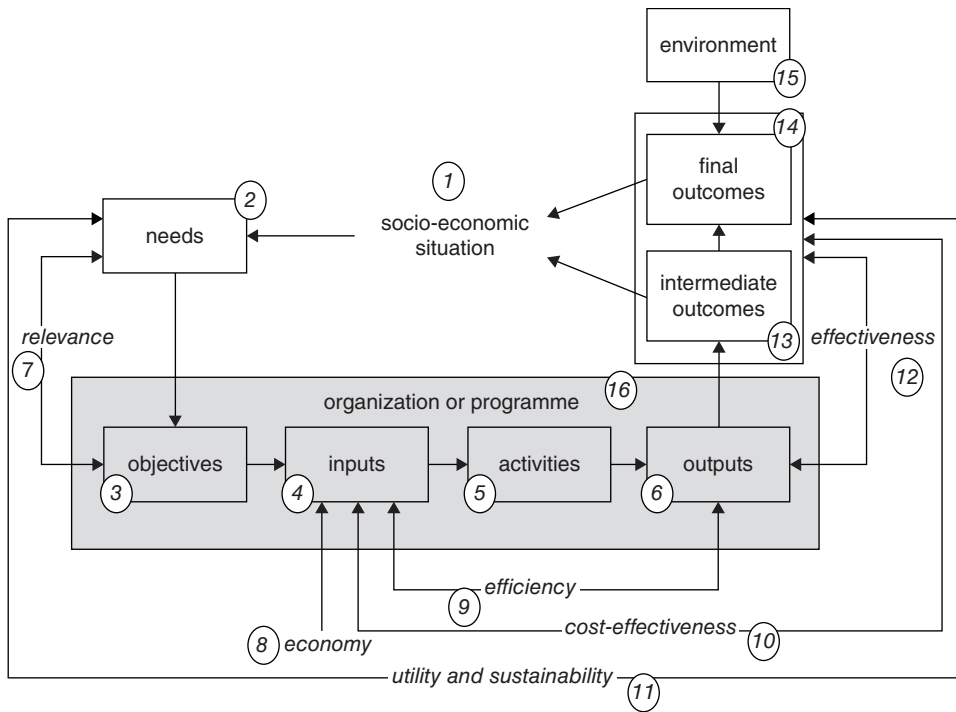 environment
15
14
final
outcomes
1
socio-economic
situation
2
needs
intermediate
outcomes
13
relevance
7
effectiveness
12
16
organization or programme
objectives
3
inputs
4
activities
5
outputs
6
efficiency
9
cost-effectiveness
10
8 economy
utility and sustainability
11